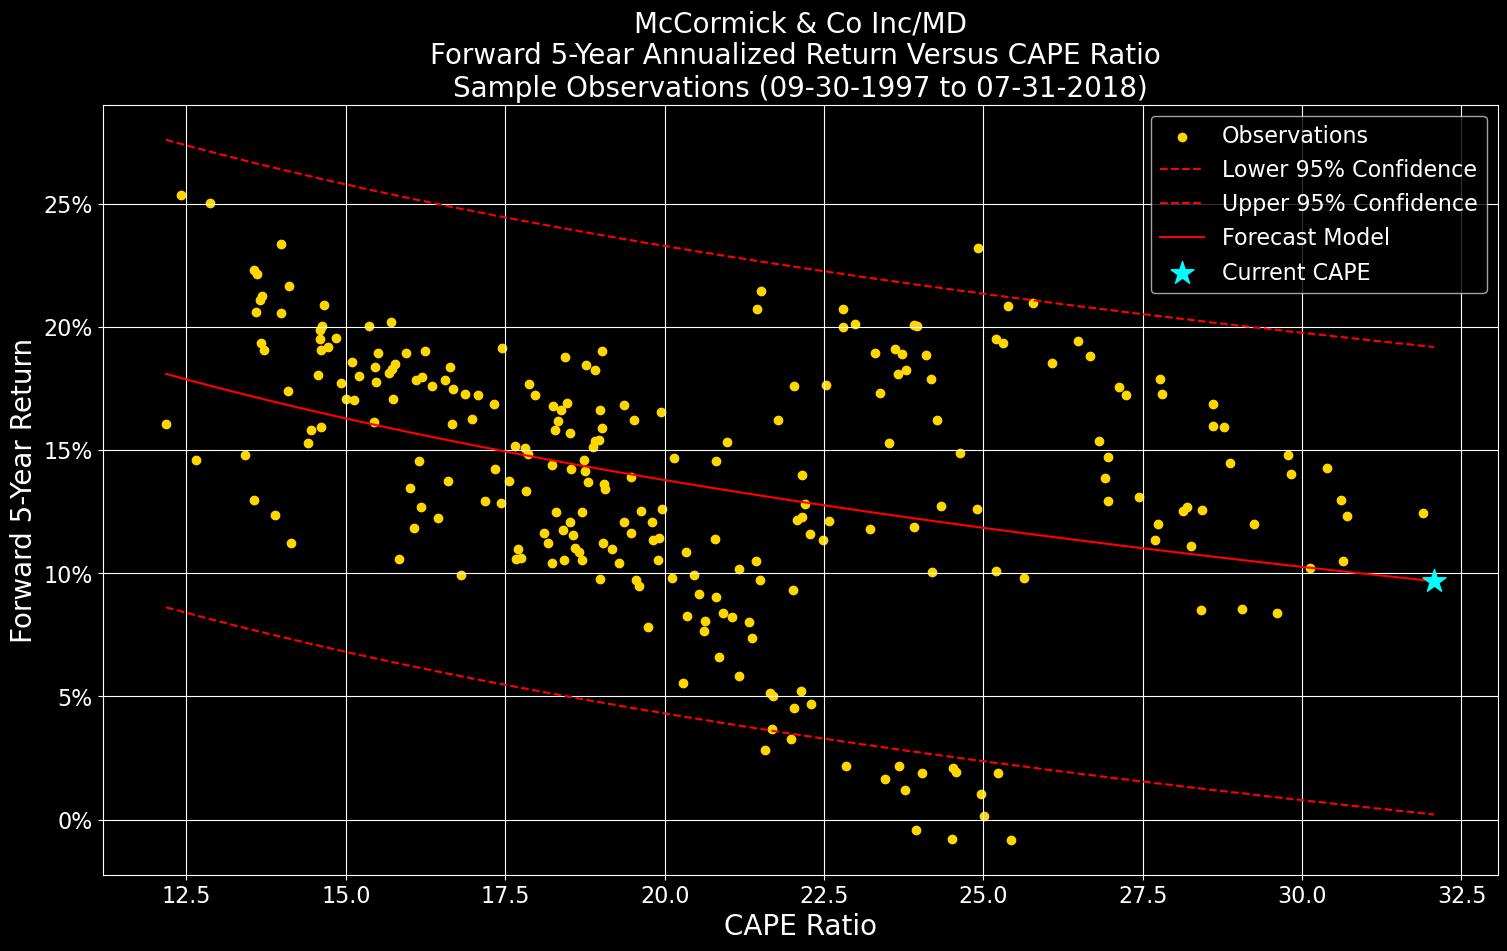 McCormick & Co Inc/MD
Forward 5-Year Annualized Return Versus CAPE Ratio
Sample Observations (09-30-1997 to 07-31-2018)
Observations
Lower 95% Confidence
Upper 95% Confidence
Forecast Model
Current CAPE
Forward 5-Year Return
25%
20%
15%
10%
5%
0%
12.5 15.0 17.5 20.0 22.5 25.0 27.5 30.0 32.5
CAPE Ratio